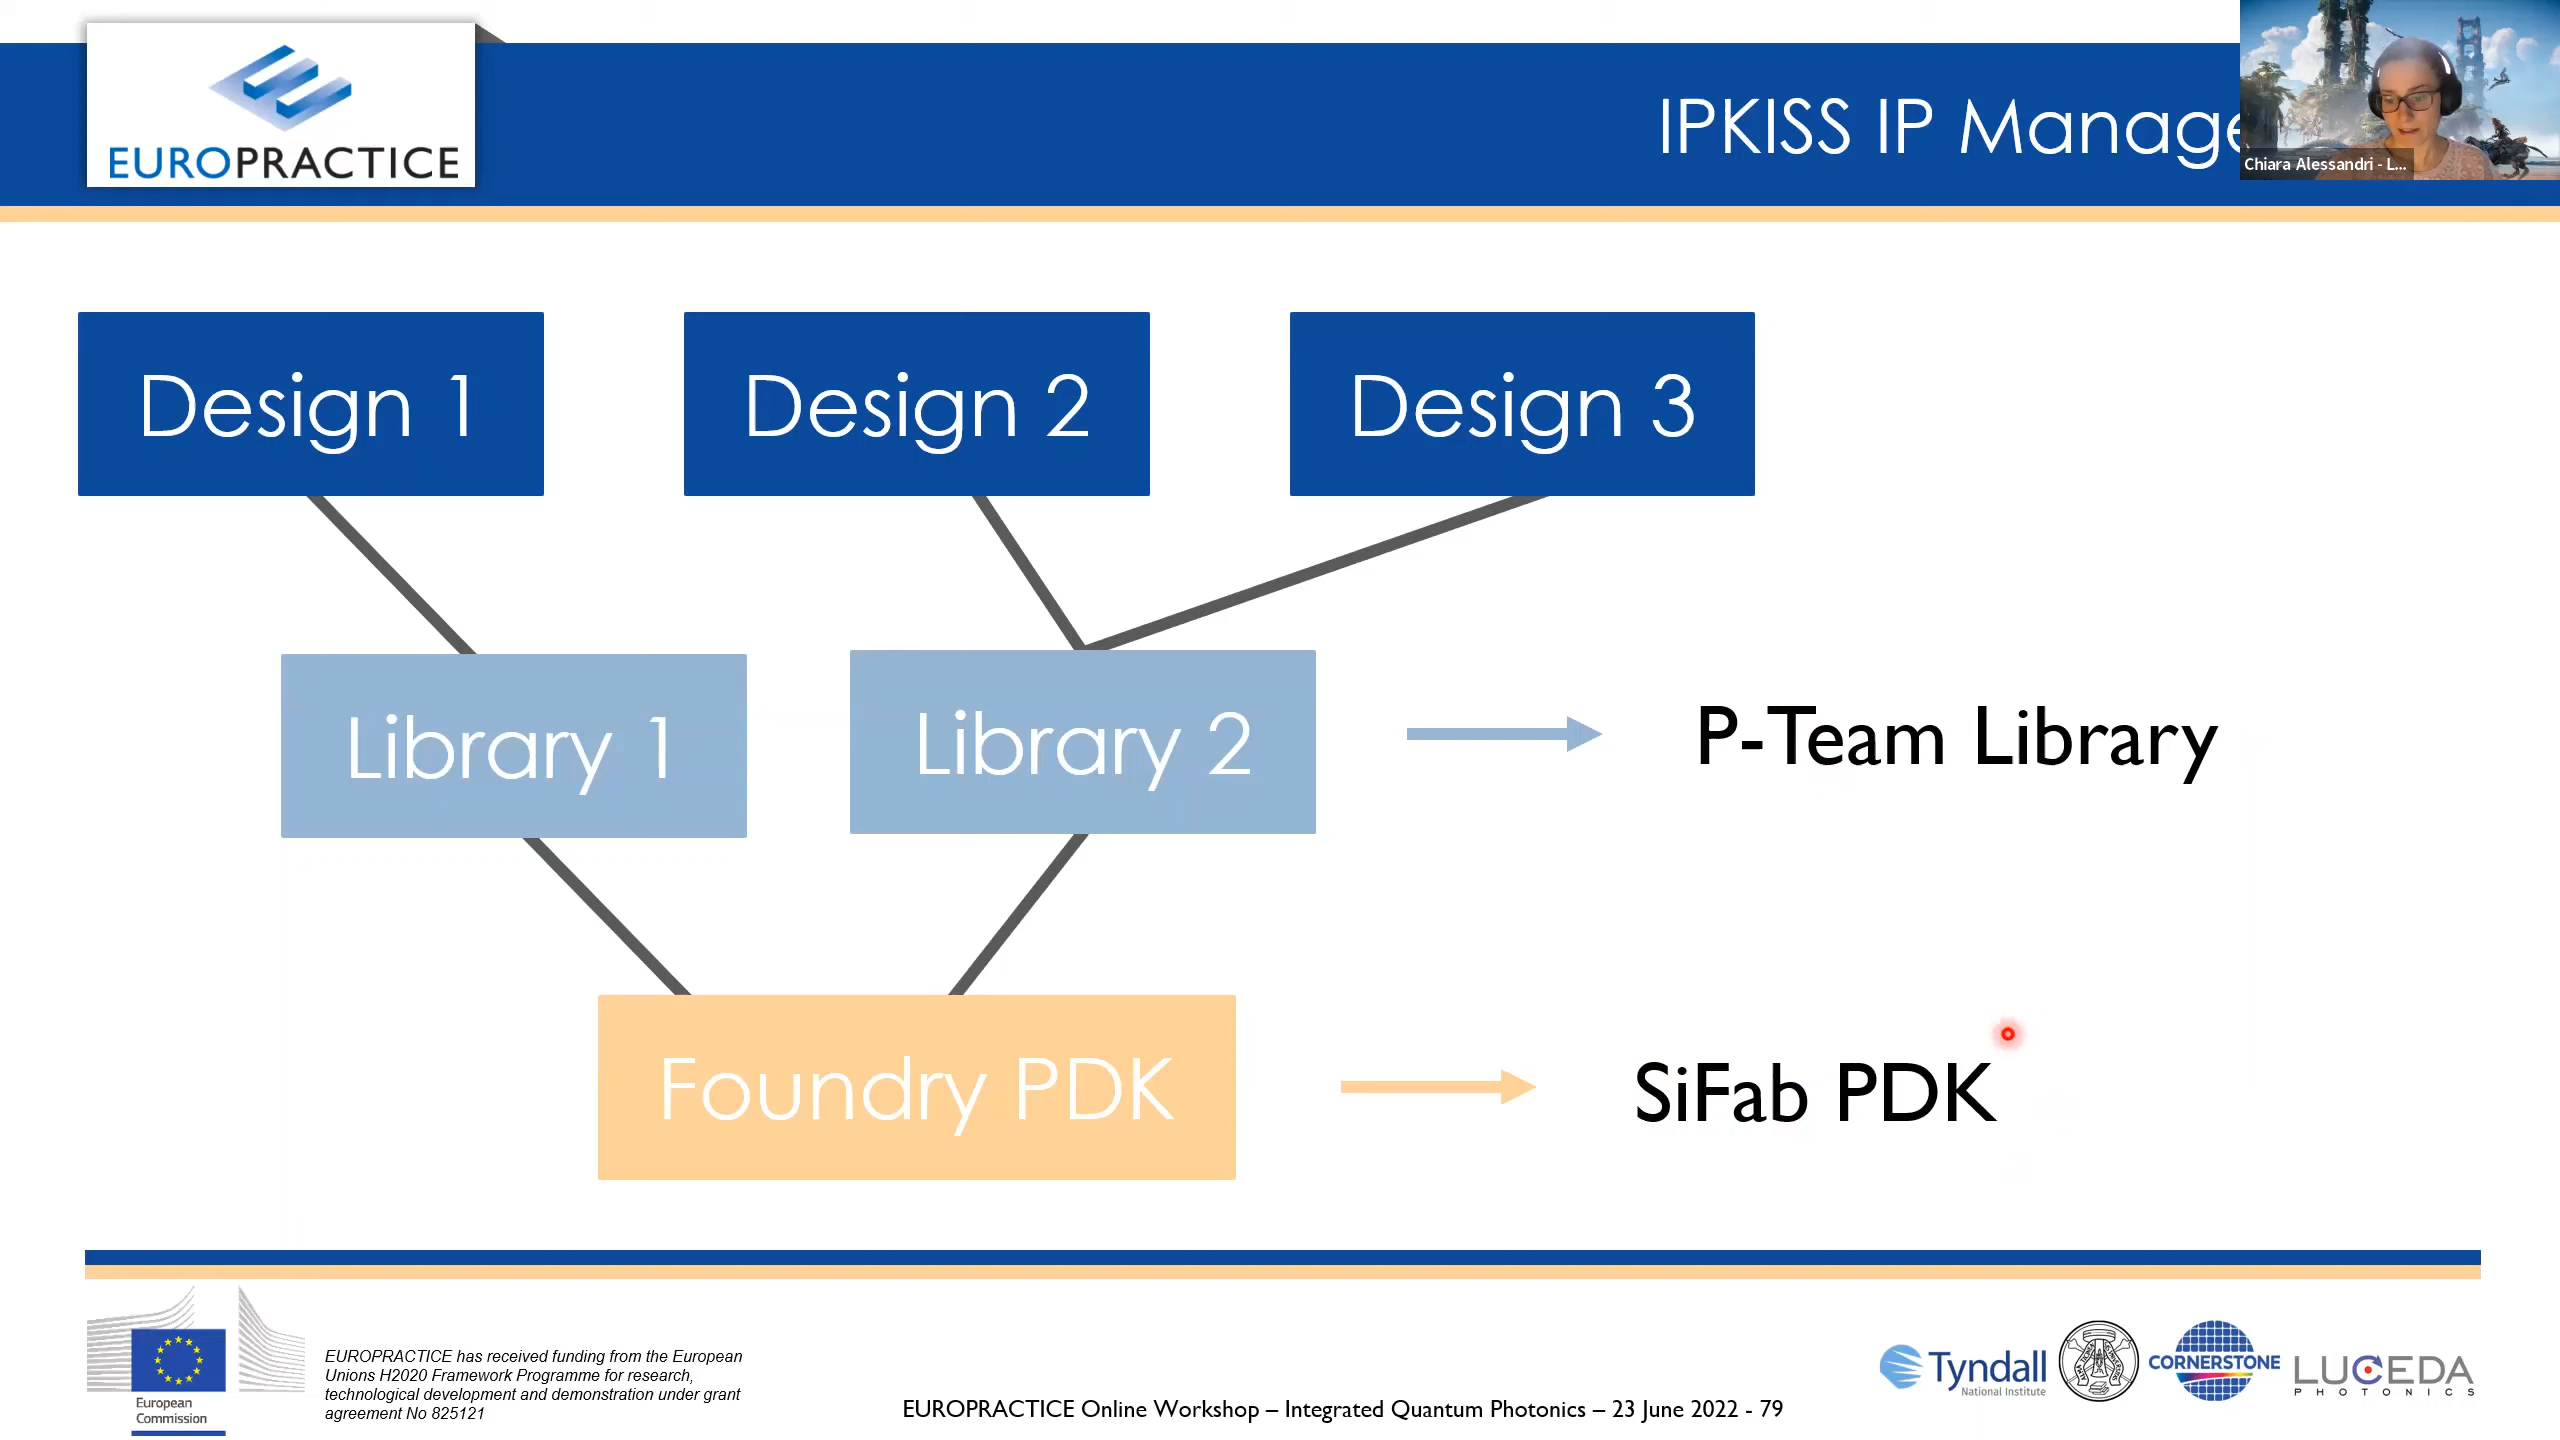 EUROPRACTICE
IPKISS IP Manage
Chiara Alessandri - L...
Design 1
Design 2
Design 3
Library 1
Library 2
P-Team Library
Foundry PDK
SiFab PDK
European
Commission
EUROPRACTICE has received funding from the European
Unions H2020 Framework Programme for research,
technological development and demonstration under grant
agreement No 825121
EUROPRACTICE Online Workshop – Integrated Quantum Photonics – 23 June 2022 - 79
Tyndall
National Institute
CORNERSTONE
LUCEDA
PHOTONICS